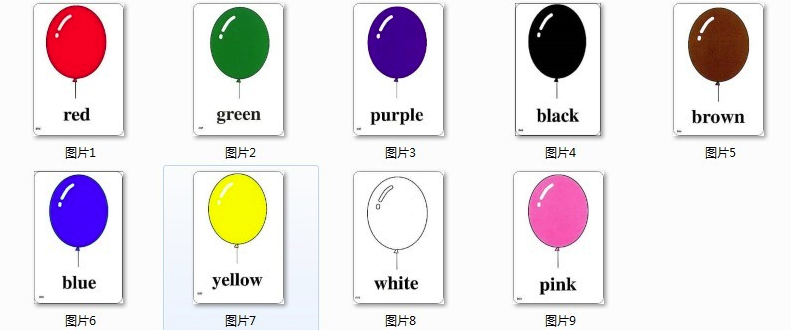 red
green
purple
black
brown
图片1
图片2
图片3
图片4
图片5
blue
yellow
white
pink
图片6
图片7
图片8
图片9